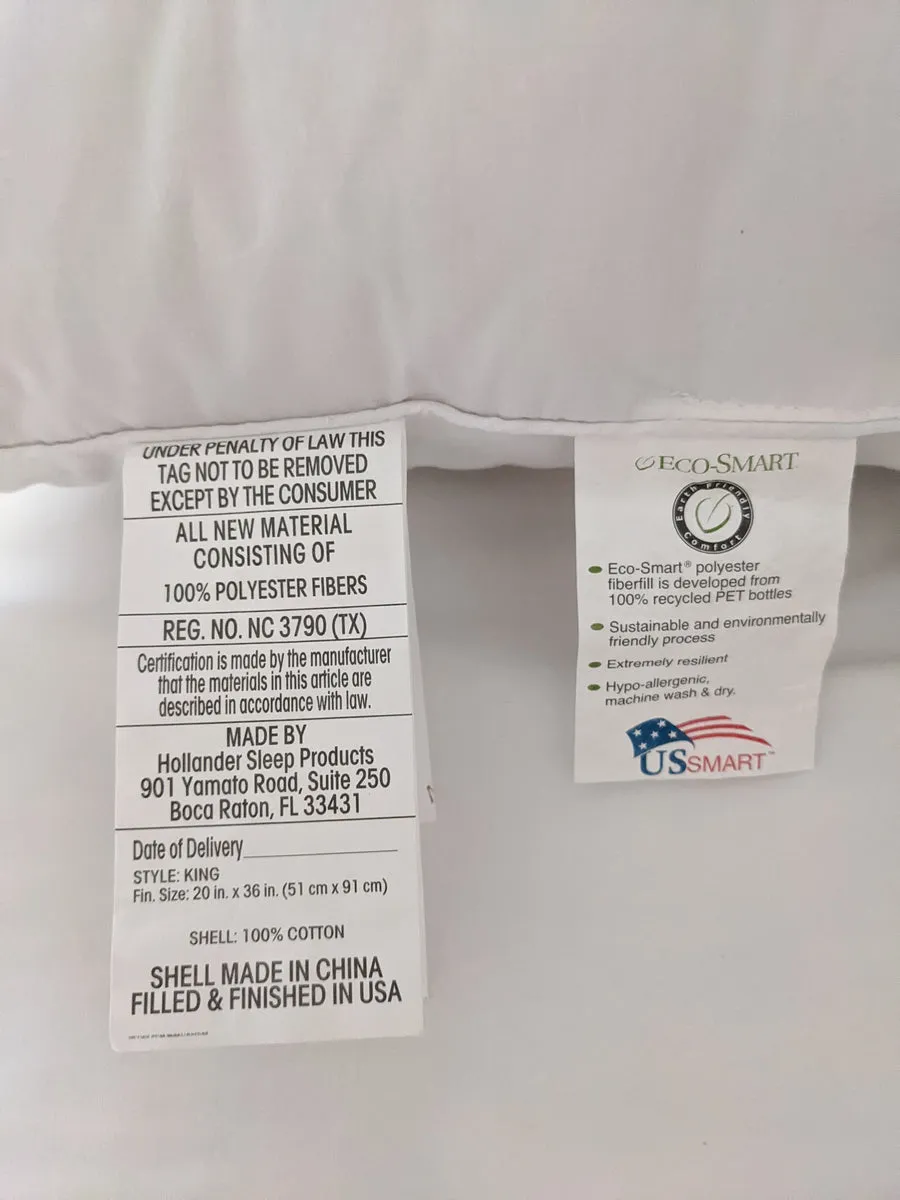 UNDER PENALTY OF LAW THIS
TAG NOT TO BE REMOVED
EXCEPT BY THE CONSUMER
ALL NEW MATERIAL
CONSISTING OF
100% POLYESTER FIBERS
REG. NO. NC 3790 (TX)
Certification is made by the manufacturer
that the materials in this article are
described in accordance with law.
MADE BY
Hollander Sleep Products
901 Yamato Road, Suite 250
Boca Raton, FL 33431
Date of Delivery
STYLE: KING
Fin. Size: 20 in. x 36 in. (51 cm x 91 cm)
SHELL: 100% COTTON
SHELL MADE IN CHINA
FILLED & FINISHED IN USA
ECO-SMART
Earth Friendly
Comfort
Eco-Smart® polyester
fiberfill is developed from
100% recycled PET bottles
Sustainable and environmentally
friendly process
Extremely resilient
Hypo-allergenic,
machine wash & dry.
USSMART™